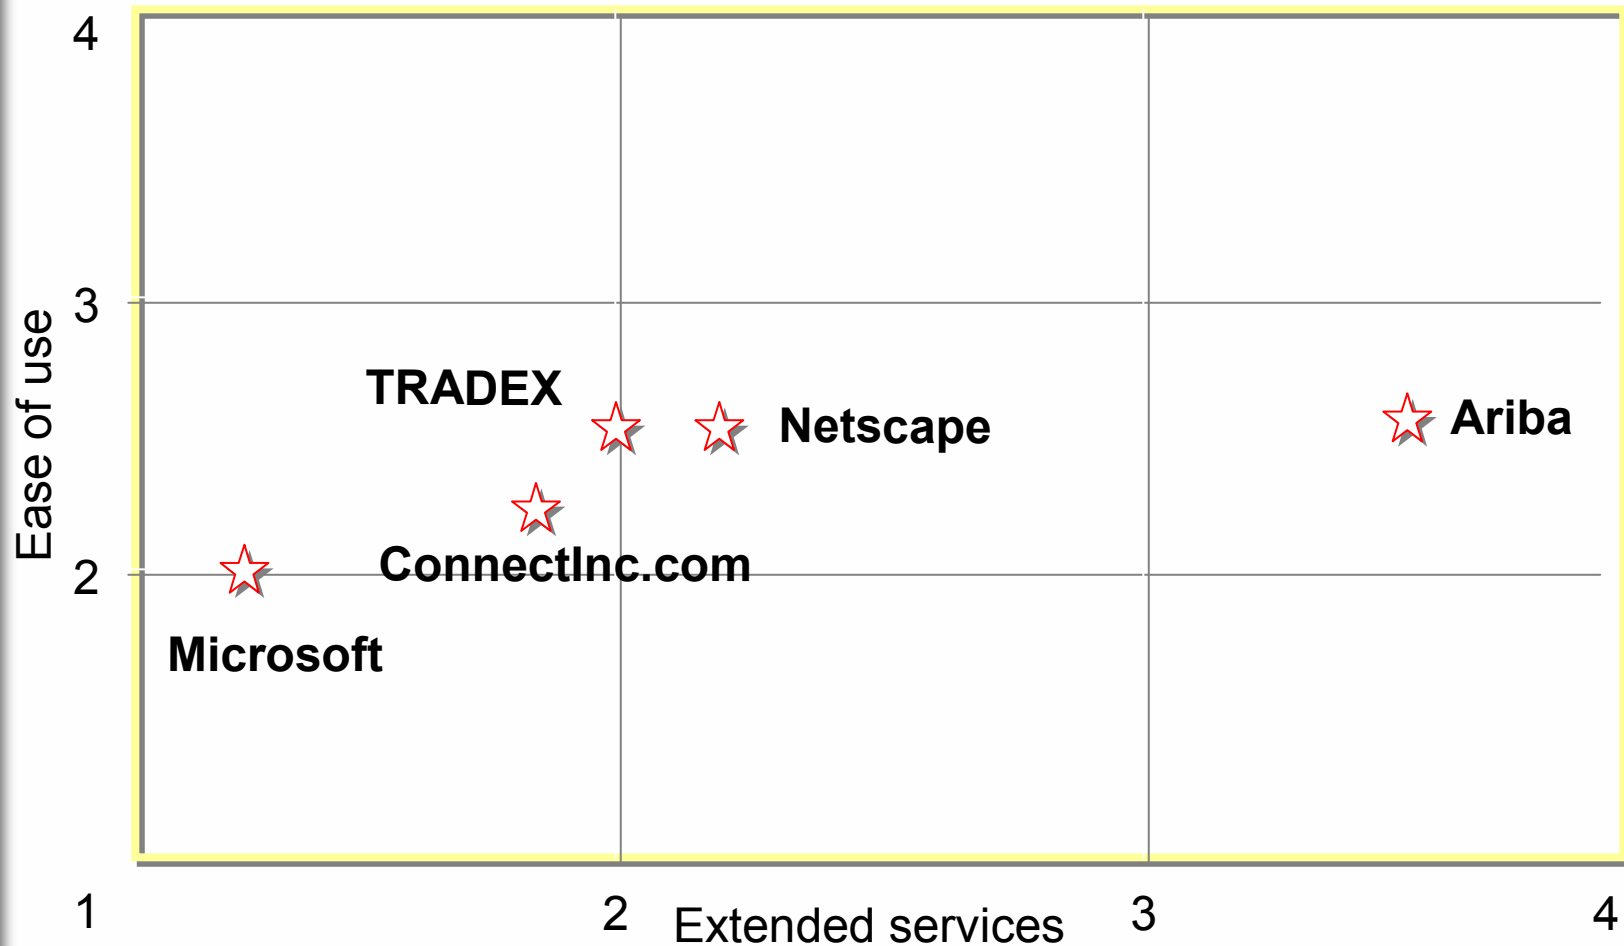 4
3
Ease of use
TRADEX
Netscape
Ariba
ConnectInc.com
2
Microsoft
1
2
Extended services
3
4